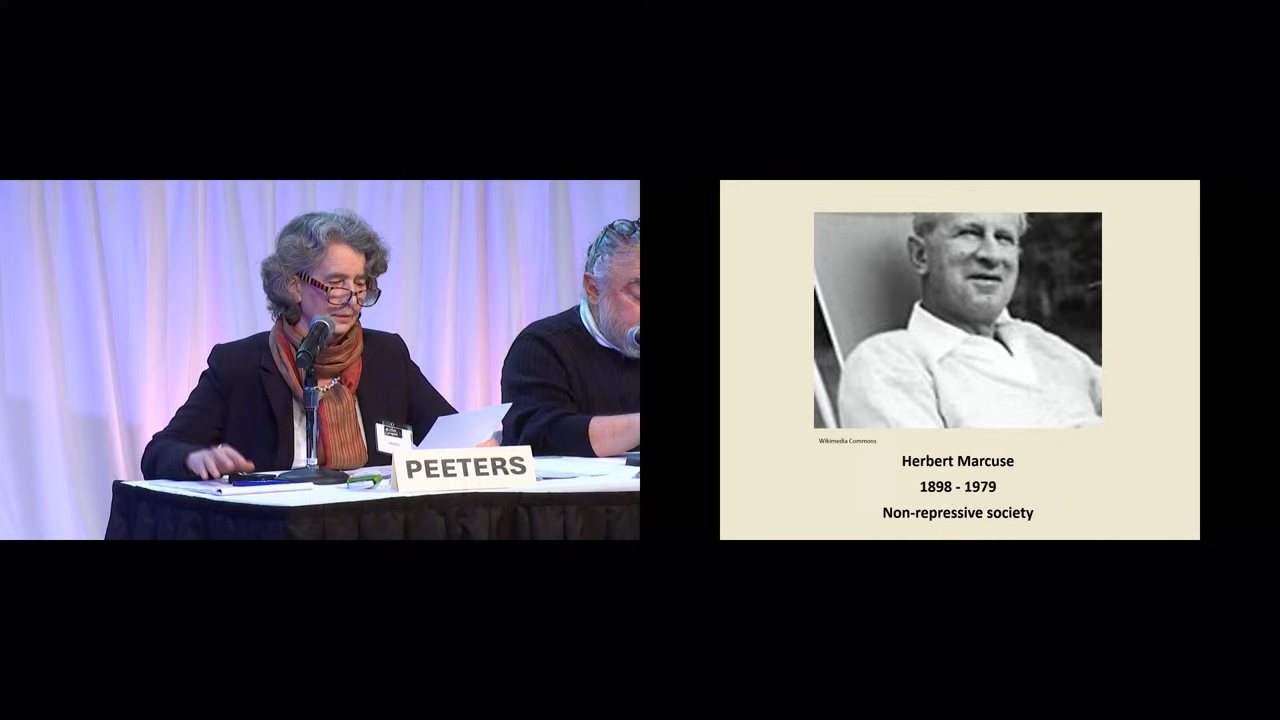 PEETERS
Wikimedia Commons
Herbert Marcuse
1898 - 1979
Non-repressive society